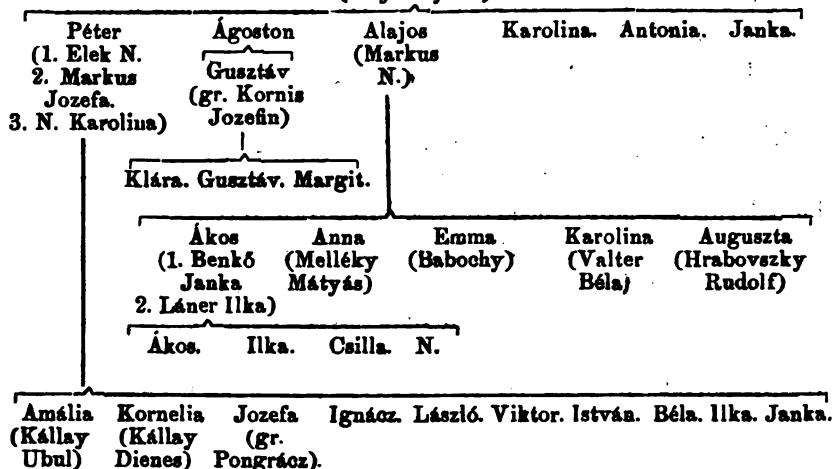 Péter Ágoston Alajos Karolina. Antonia. Janka.
(1. Elek N. Gusztáv (Markus
2. Markus (gr. Kornis N.)
Jozefa. Jozefin)
3. N. Karolina)
Klára. Gusztáv. Margit.
Ákos Anna Emma Karolina Auguszta
(1. Benkő (Melléky (Babochy) (Valter (Hrabovszky
Janka Mátyás) Béla) Rudolf)
2. Láner Ilka)
Ákos. Ilka. Csilla. N.
Amália Kornelia Jozefa Ignácz. László. Viktor. István. Béla. Ilka. Janka.
(Kállay (Kállay (gr.
Ubul) Dienes) Pongrácz).